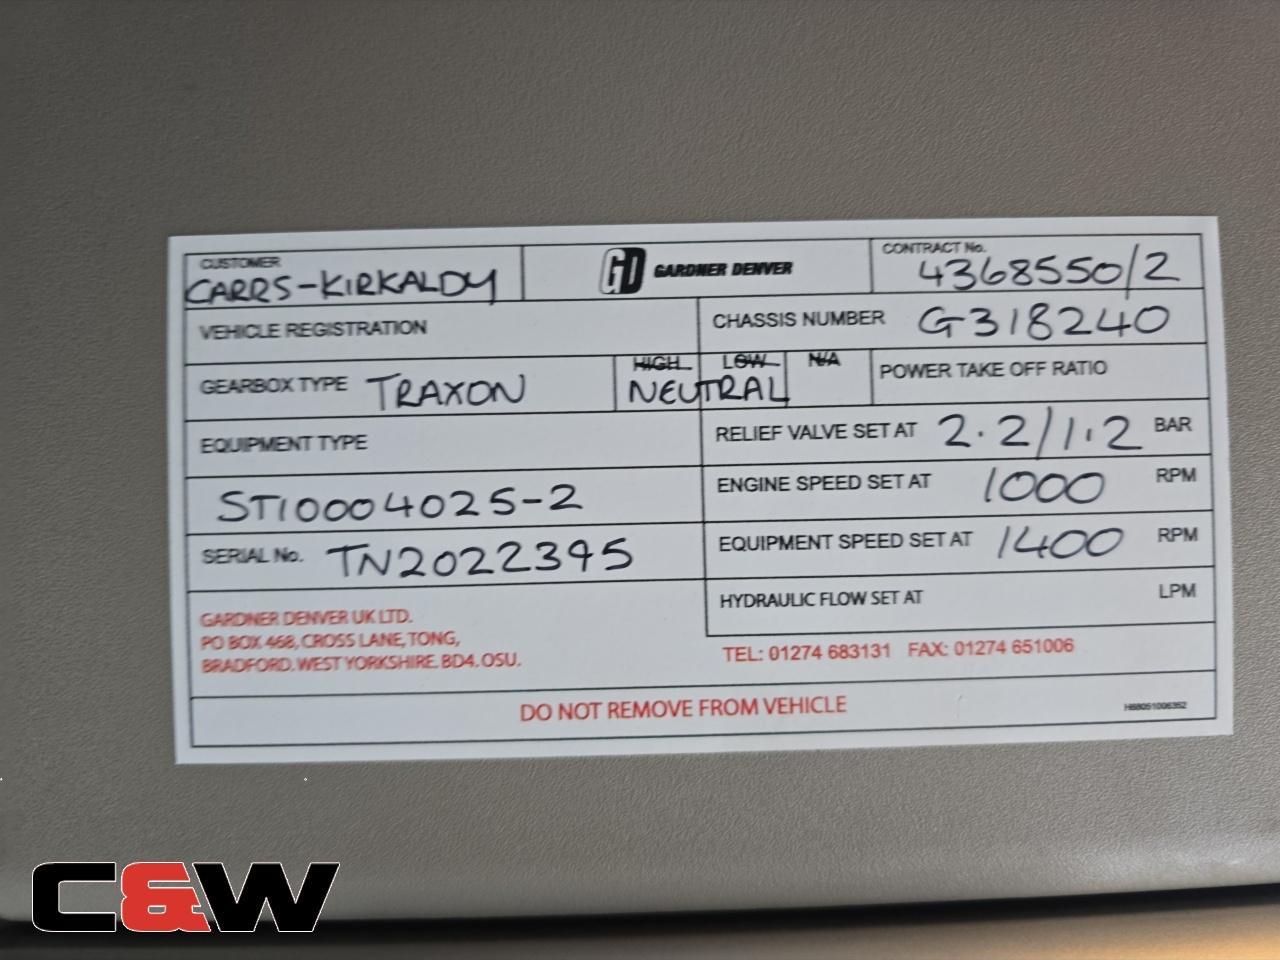 CUSTOMER
CARRS-KIRKALDY
GD GARDNER DENVER
CONTRACT No.
4368550/2
VEHICLE REGISTRATION
CHASSIS NUMBER G318240
GEARBOX TYPE TRAXON
HIGH LOW N/A
NEUTRAL
POWER TAKE OFF RATIO
EQUIPMENT TYPE
ST10004025-2
RELIEF VALVE SET AT 2.2/1.2 BAR
ENGINE SPEED SET AT 1000 RPM
SERIAL No. TN2022395
EQUIPMENT SPEED SET AT 1400 RPM
HYDRAULIC FLOW SET AT LPM
GARDNER DENVER UK LTD.
PO BOX 468, CROSS LANE, TONG,
BRADFORD. WEST YORKSHIRE. BD4. OSU.
TEL: 01274 683131 FAX: 01274 651006
DO NOT REMOVE FROM VEHICLE
C&W